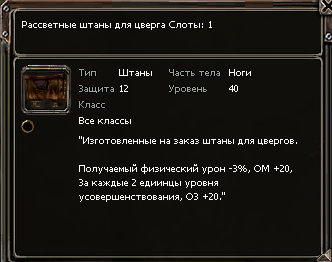 Рассветные штаны для цверга Слоты: 1
Тип Штаны Часть тела Ноги
Защита 12 Уровень 40
Класс
Все классы
"Изготовленные на заказ штаны для цвергов.
Получаемый физический урон -3%, ОМ +20,
За каждые 2 едиинцы уровня
усовершенствования, ОЗ +20."